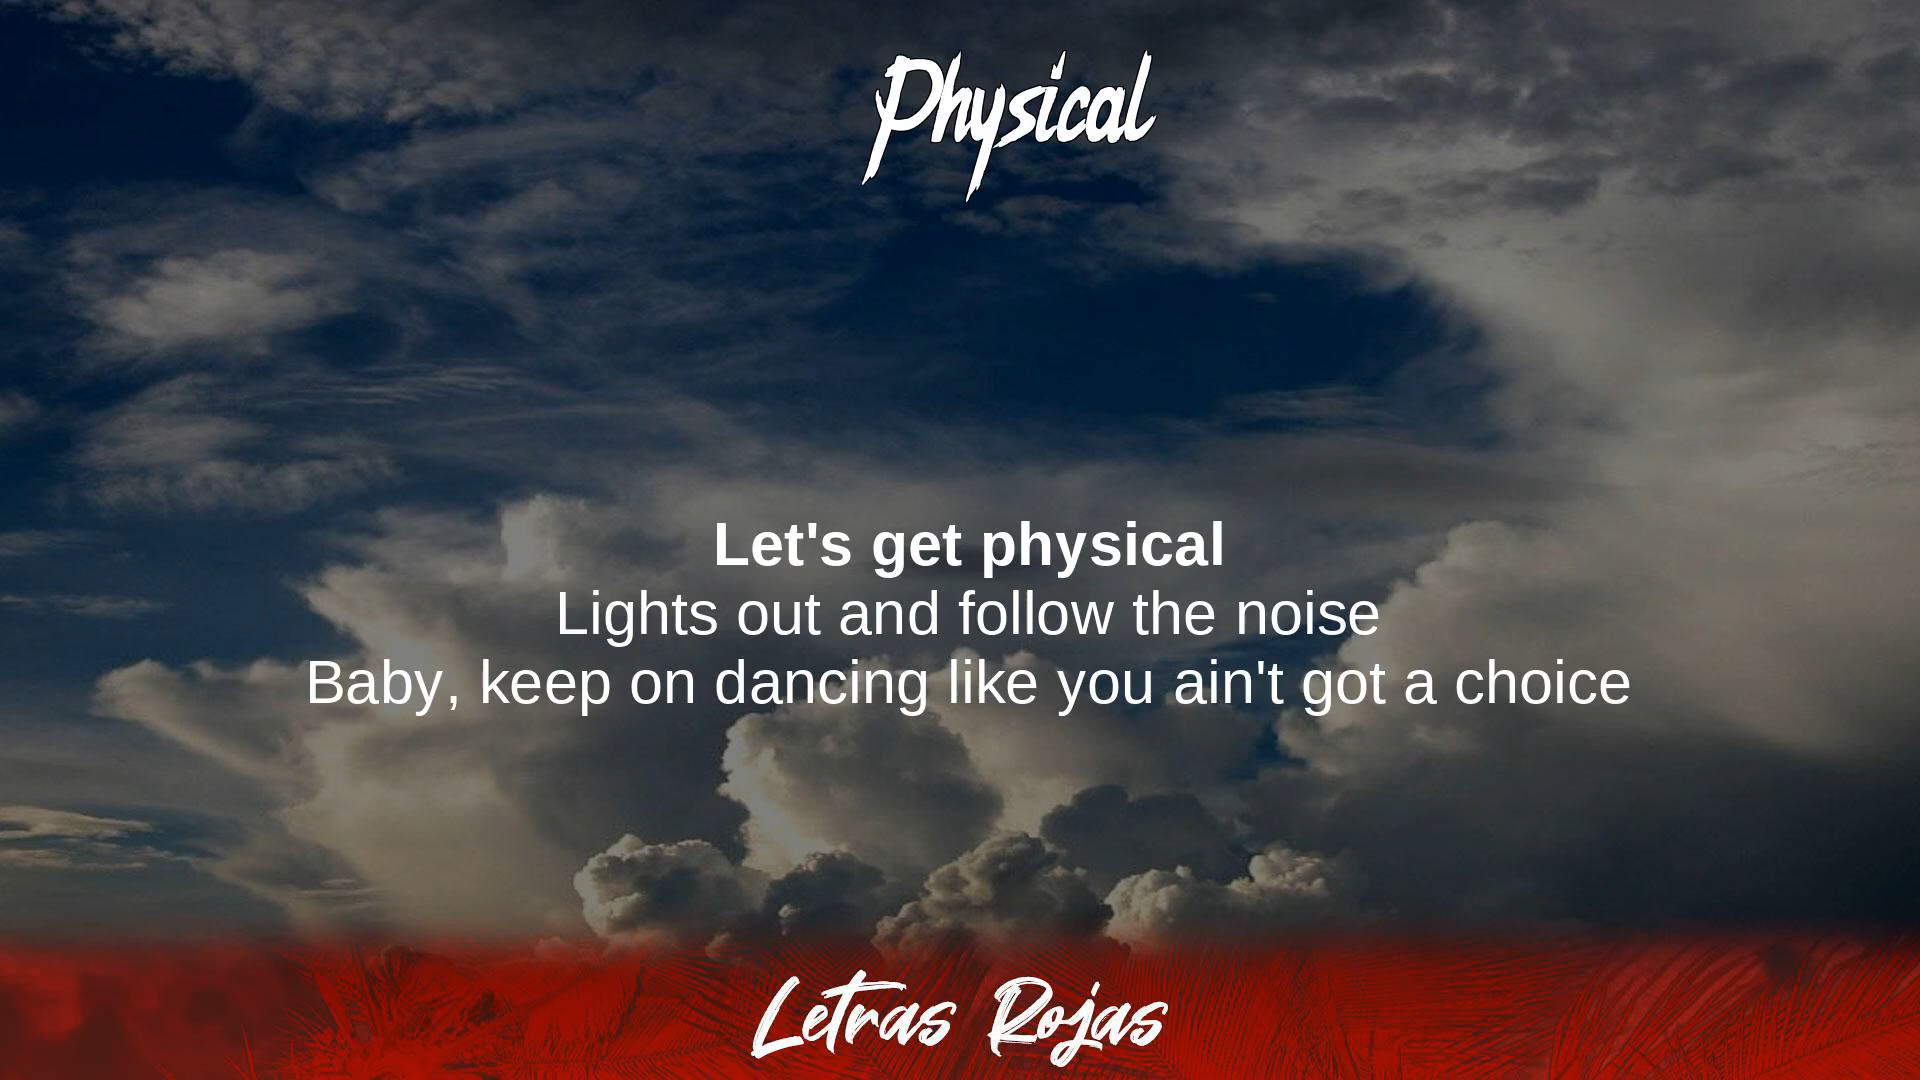 Physical
Let's get physical
Lights out and follow the noise
Baby, keep on dancing like you ain't got a choice
Letras Rojas